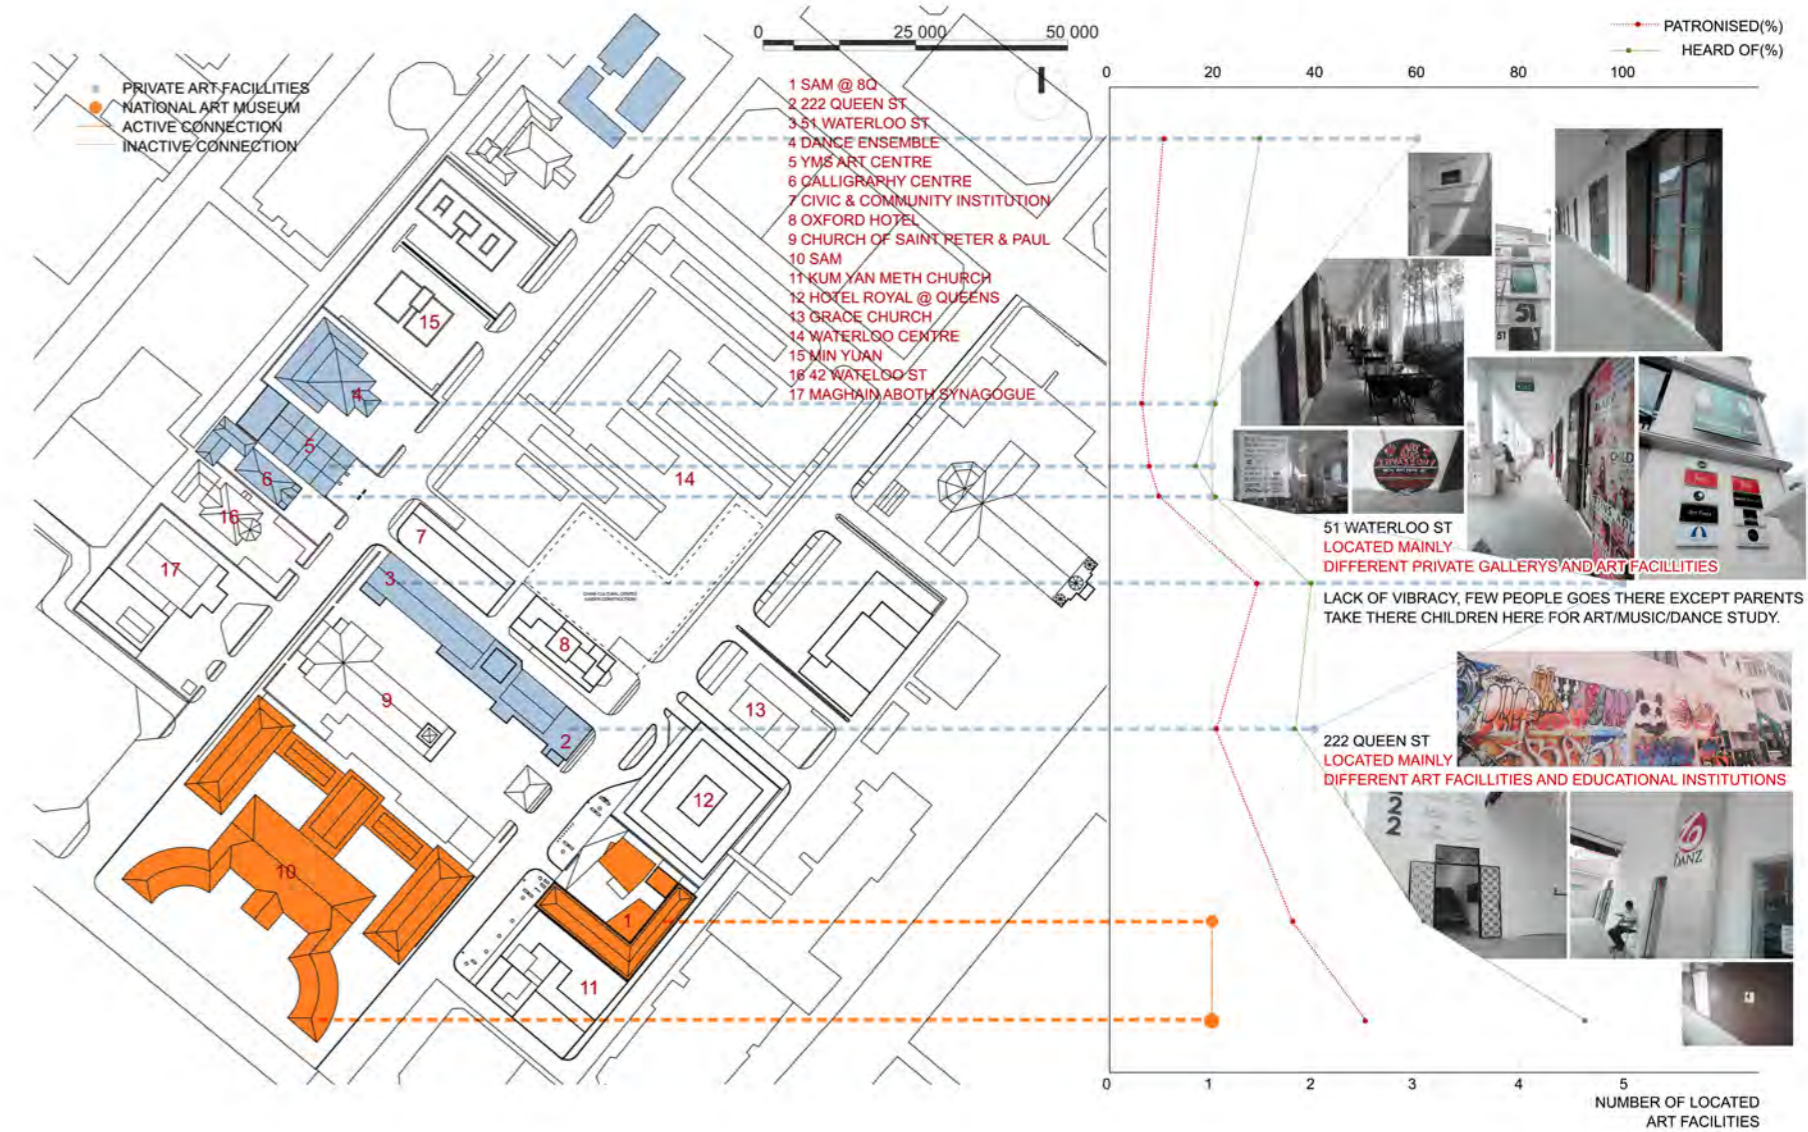 PATRONISED(%)
HEARD OF(%)
0 25 000 50 000
0 20 40 60 80 100
PRIVATE ART FACILLITIES
NATIONAL ART MUSEUM
ACTIVE CONNECTION
INACTIVE CONNECTION
1 SAM @ 8Q
2 222 QUEEN ST
3 51 WATERLOO ST
4 DANCE ENSEMBLE
5 YMS ART CENTRE
6 CALLIGRAPHY CENTRE
7 CIVIC & COMMUNITY INSTITUTION
8 OXFORD HOTEL
9 CHURCH OF SAINT PETER & PAUL
10 SAM
11 KUM YAN METH CHURCH
12 HOTEL ROYAL @ QUEENS
13 GRACE CHURCH
14 WATERLOO CENTRE
15 MIN YUAN
16 42 WATELOO ST
17 MAGHAIN ABOTH SYNAGOGUE
15
4
5
6
14
16
7
17
3
8
9
13
2
12
10
1
11
51
51
51 WATERLOO ST
LOCATED MAINLY
DIFFERENT PRIVATE GALLERYS AND ART FACILLITIES
LACK OF VIBRACY, FEW PEOPLE GOES THERE EXCEPT PARENTS
TAKE THERE CHILDREN HERE FOR ART/MUSIC/DANCE STUDY.
222 QUEEN ST
LOCATED MAINLY
DIFFERENT ART FACILLITIES AND EDUCATIONAL INSTITUTIONS
2
2
DANZ
0 1 2 3 4 5
NUMBER OF LOCATED
ART FACILITIES